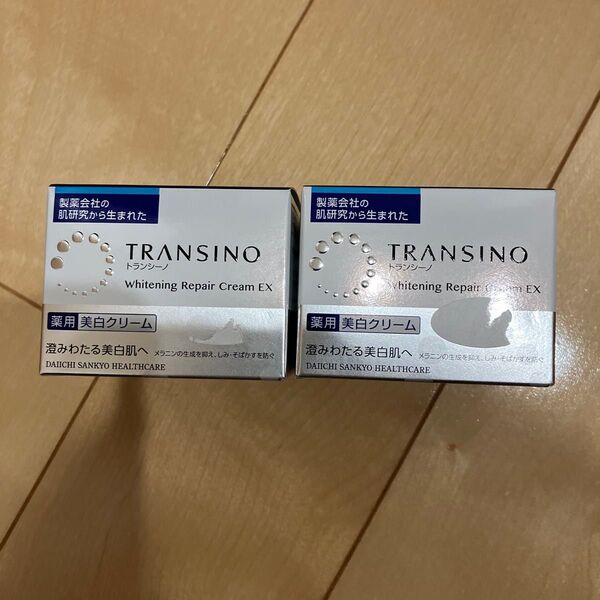 製薬会社の
肌研究から生まれた
TRANSINO
トランシーノ
Whitening Repair Cream EX
薬用 美白クリーム
澄みわたる美白肌へ メラニンの生成を抑え、しみ・そばかすを防ぐ
DAIICHI SANKYO HEALTHCARE
製薬会社の
肌研究から生まれた
TRANSINO
トランシーノ
Whitening Repair Cream EX
薬用 美白クリーム
澄みわたる美白肌へ メラニンの生成を抑え、しみ・そばかすを防ぐ
DAIICHI SANKYO HEALTHCARE